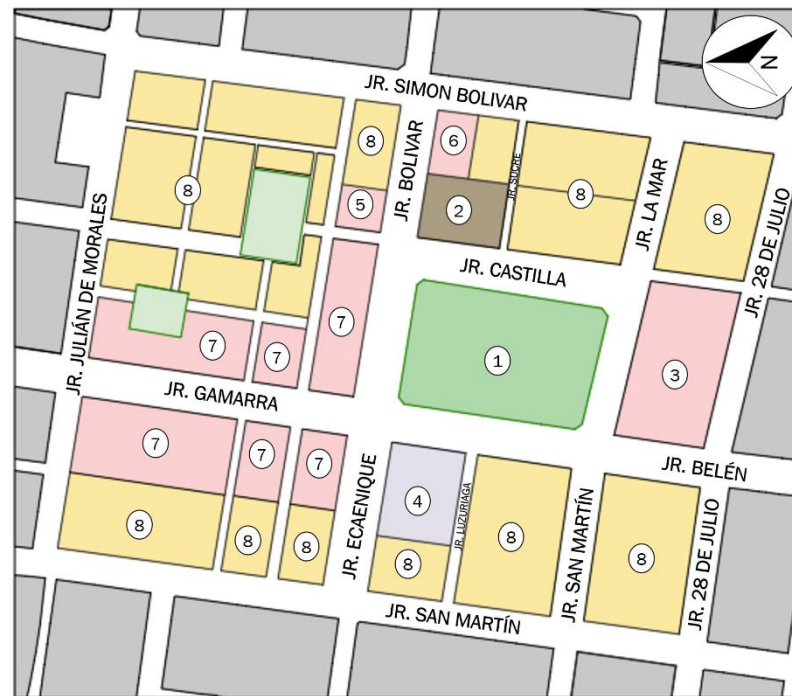 N
JR. SIMON BOLIVAR
JR. BOLIVAR
6
8
JR. SUCRE
8
JR. LA MAR
8
JR. 28 DE JULIO
8
5
2
JR. JULIÁN DE MORALES
JR. CASTILLA
7
1
3
7
7
JR. GAMARRA
7
7
7
JR. ECAENIQUE
4
JR. LUZURIAGA
8
JR. SAN MARTÍN
8
JR. BELÉN
JR. 28 DE JULIO
8
8
8
8
JR. SAN MARTÍN